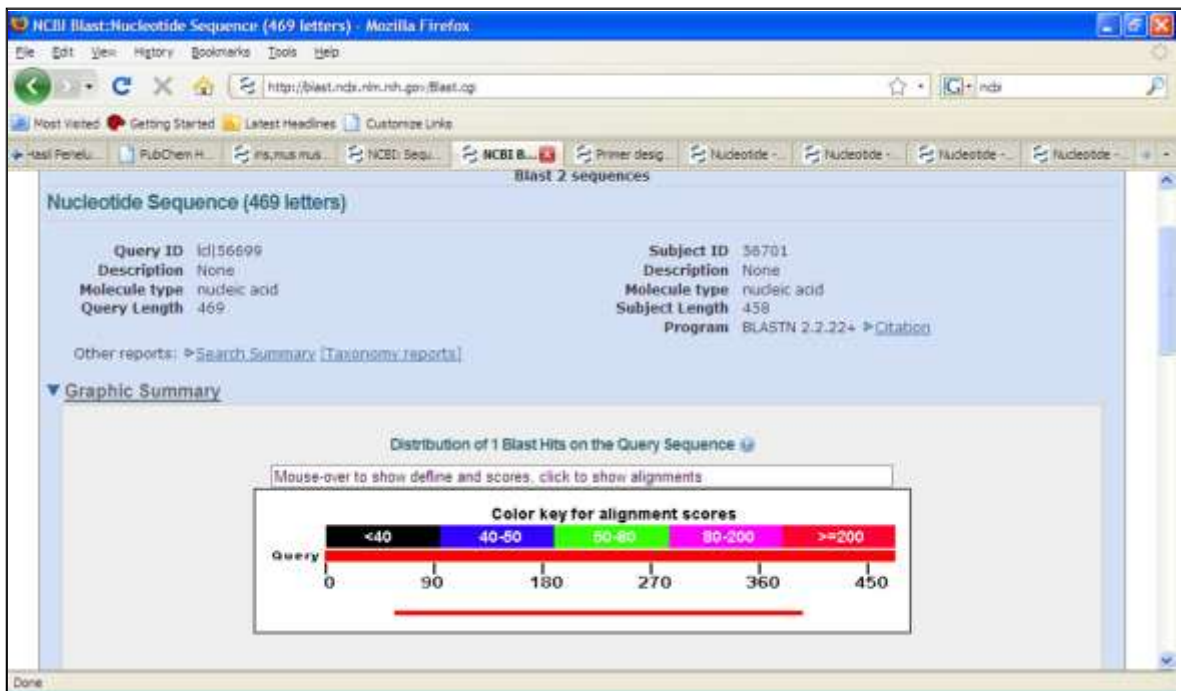 NCBI Blast:Nucleotide Sequence (469 letters) - Mozilla Firefox
File Edit View History Bookmarks Tools Help
http://blast.ncbi.nlm.nih.gov/Blast.cgi ncbi
Most Visited Getting Started Latest Headlines Customize Links
PubChem H... NCBI: Sequ... NCBI B... Primer desig... Nucleotide -... Nucleotide -... Nucleotide -... Nucleotide -...
Blast 2 sequences
Nucleotide Sequence (469 letters)
Query ID lcl|56699 Subject ID 56701
Description None Description None
Molecule type nucleic acid Molecule type nucleic acid
Query Length 469 Subject Length 458
Program BLASTN 2.2.22+ Citation
Other reports: Search Summary [Taxonomy reports]
Graphic Summary
Distribution of 1 Blast Hits on the Query Sequence
Mouse-over to show defline and scores, click to show alignments
Color key for alignment scores
<40 40-50 50-80 80-200 >=200
Query
0 90 180 270 360 450
Done